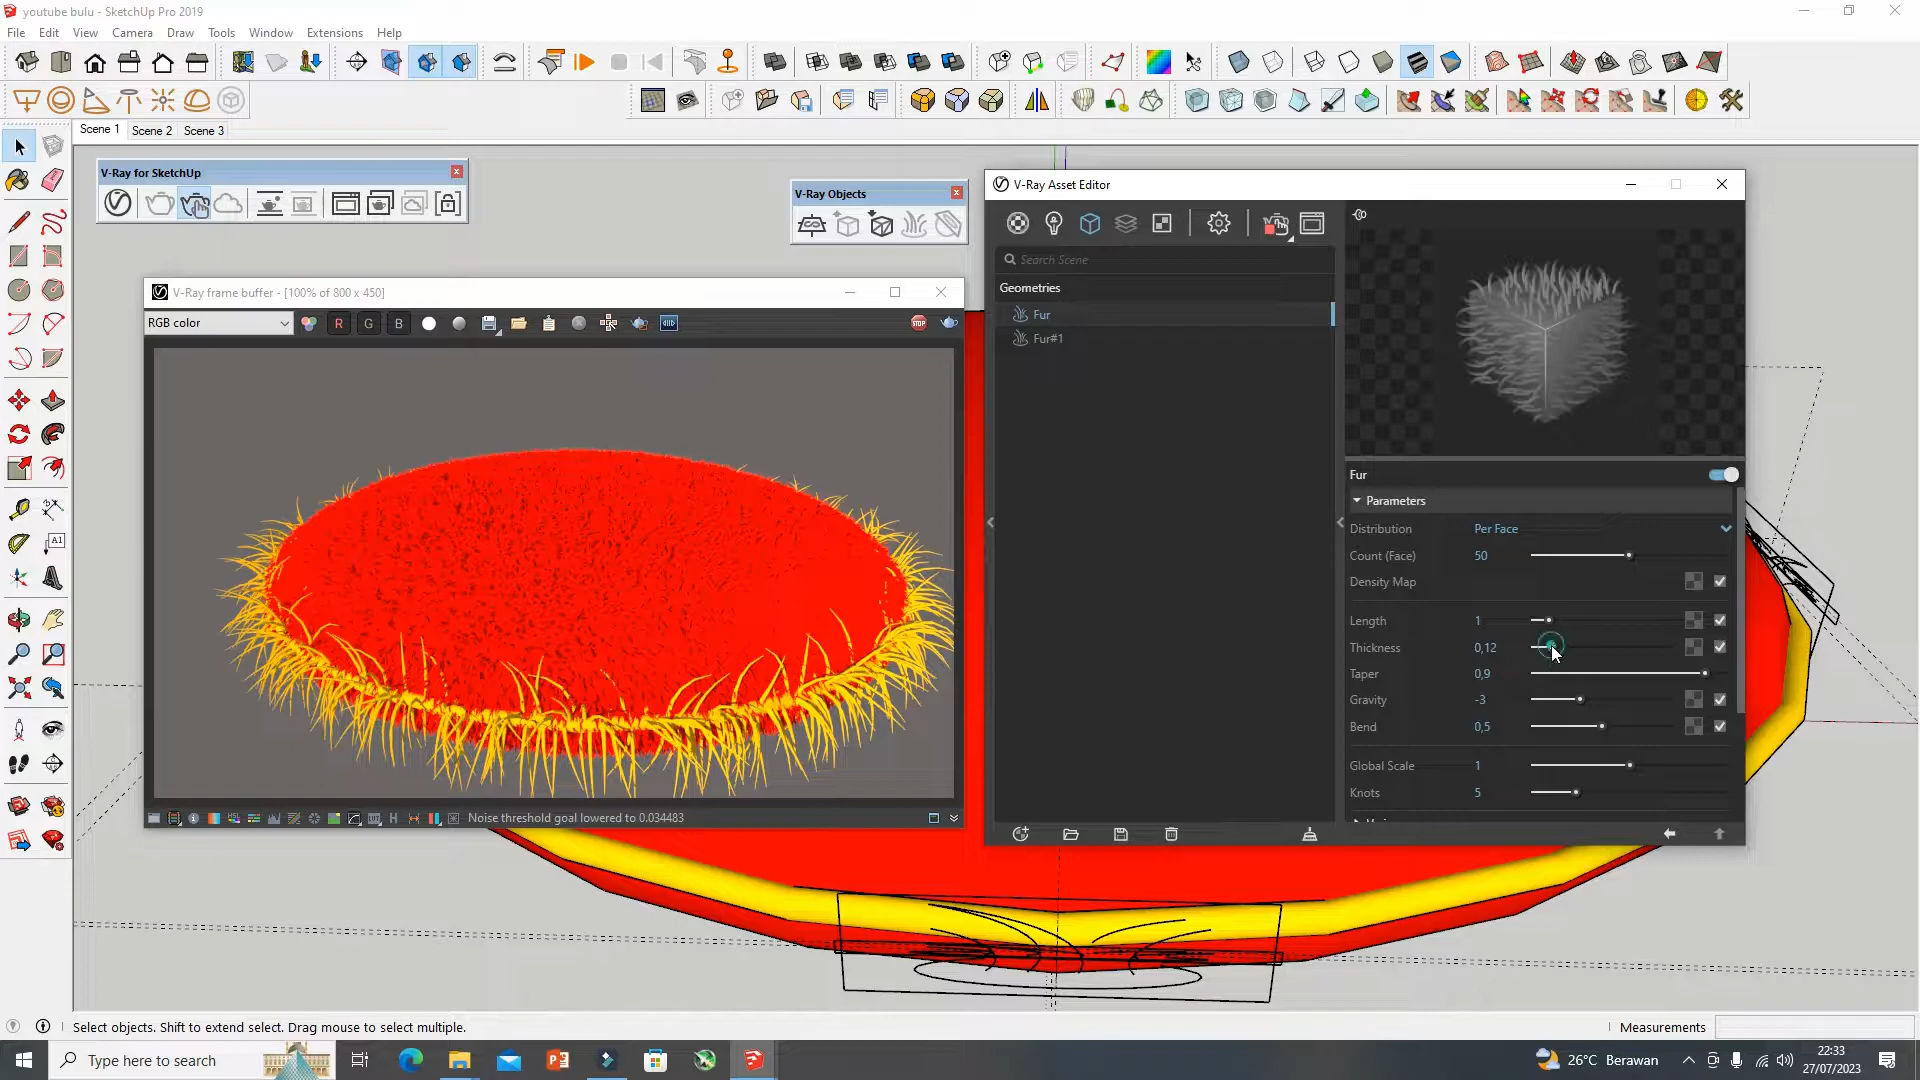 youtube bulu - SketchUp Pro 2019
File Edit View Camera Draw Tools Window Extensions Help
Scene 1 Scene 2 Scene 3
V-Ray for SketchUp
V-Ray Objects
V-Ray Asset Editor
Search Scene
Geometries
Fur
Fur#1
V-Ray frame buffer - [100% of 800 x 450]
RGB color
R G B
STOP
Fur
Parameters
Distribution Per Face
Count (Face) 50
Density Map
Length 1
Thickness 0,12
Taper 0,9
Gravity -3
Bend 0,5
Global Scale 1
Knots 5
Noise threshold goal lowered to 0.034483
A1
Select objects. Shift to extend select. Drag mouse to select multiple.
Measurements
Type here to search
26°C Berawan
22:33
27/07/2023